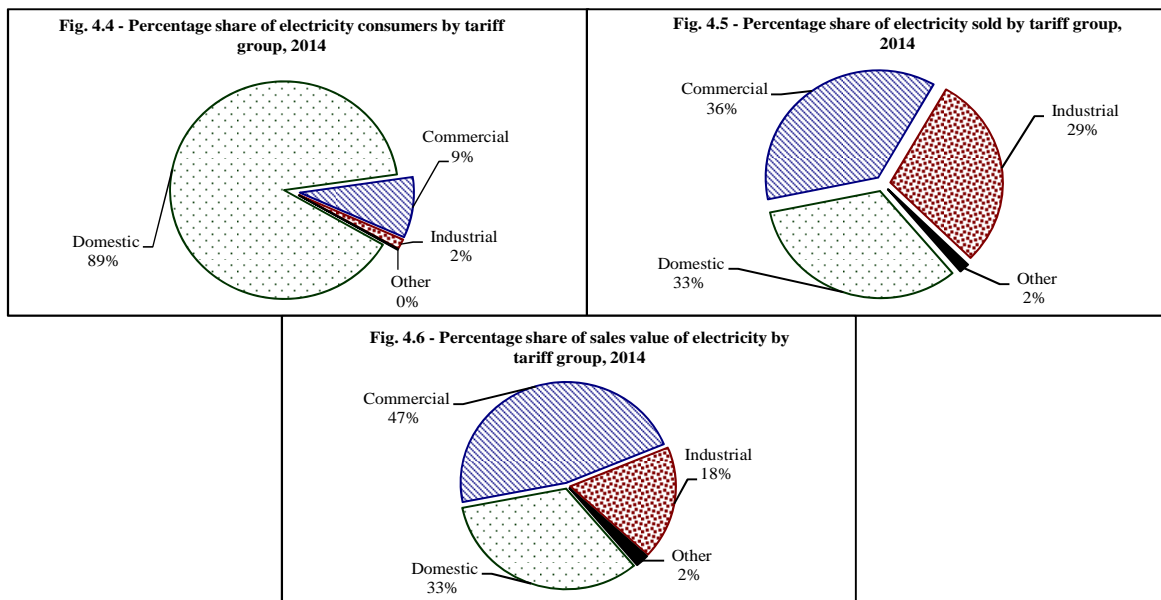 Fig. 4.4 - Percentage share of electricity consumers by tariff
group, 2014
Commercial
9%
Domestic
89%
Industrial
2%
Other
0%
Fig. 4.5 - Percentage share of electricity sold by tariff group,
2014
Commercial
36%
Industrial
29%
Domestic
33%
Other
2%
Fig. 4.6 - Percentage share of sales value of electricity by
tariff group, 2014
Commercial
47%
Industrial
18%
Domestic
33%
Other
2%